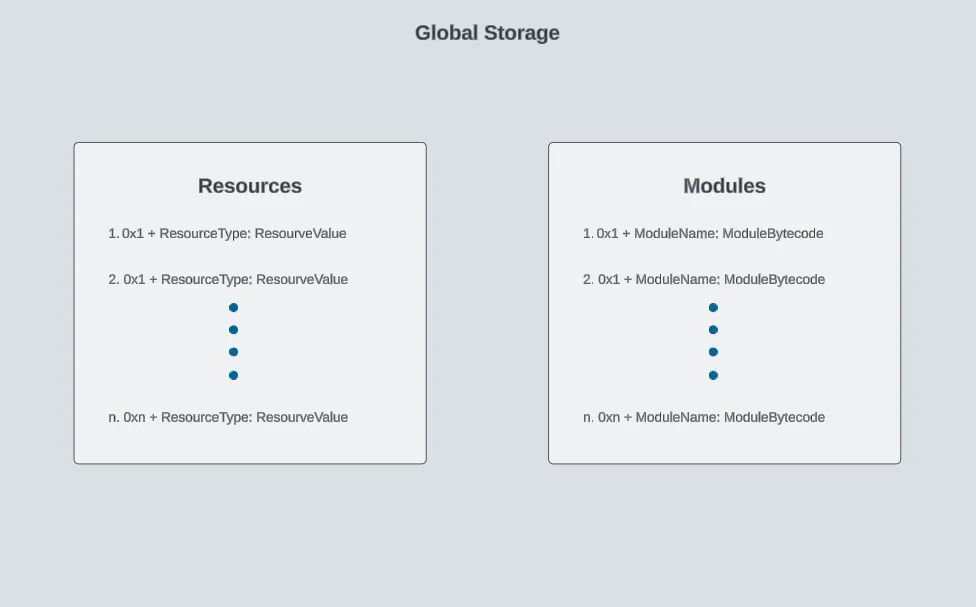 Global Storage
Resources
1. 0x1 + ResourceType: ResourveValue
2. 0x1 + ResourceType: ResourveValue
n. 0xn + ResourceType: ResourveValue
Modules
1. 0x1 + ModuleName: ModuleBytecode
2. 0x1 + ModuleName: ModuleBytecode
n. 0xn + ModuleName: ModuleBytecode